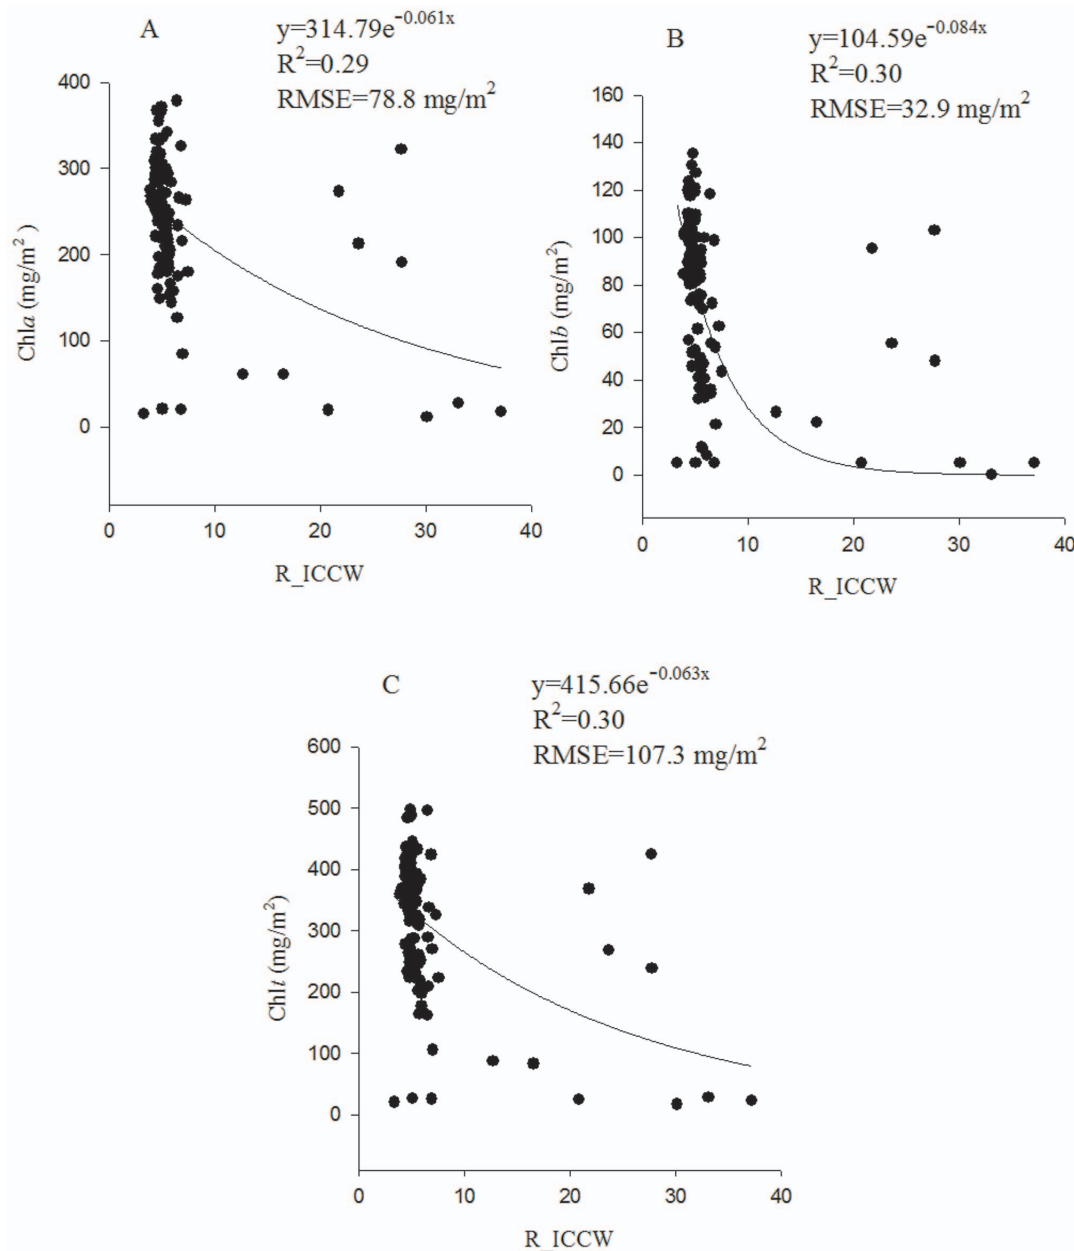 A
y=314.79e⁻⁰·⁰⁶¹ˣ
R²=0.29
RMSE=78.8 mg/m²
400
300
200
100
0
Chla (mg/m²)
0 10 20 30 40
R_ICCW
B
y=104.59e⁻⁰·⁰⁸⁴ˣ
R²=0.30
RMSE=32.9 mg/m²
160
140
120
100
80
60
40
20
0
Chlb (mg/m²)
0 10 20 30 40
R_ICCW
C
y=415.66e⁻⁰·⁰⁶³ˣ
R²=0.30
RMSE=107.3 mg/m²
600
500
400
300
200
100
0
Chlt (mg/m²)
0 10 20 30 40
R_ICCW